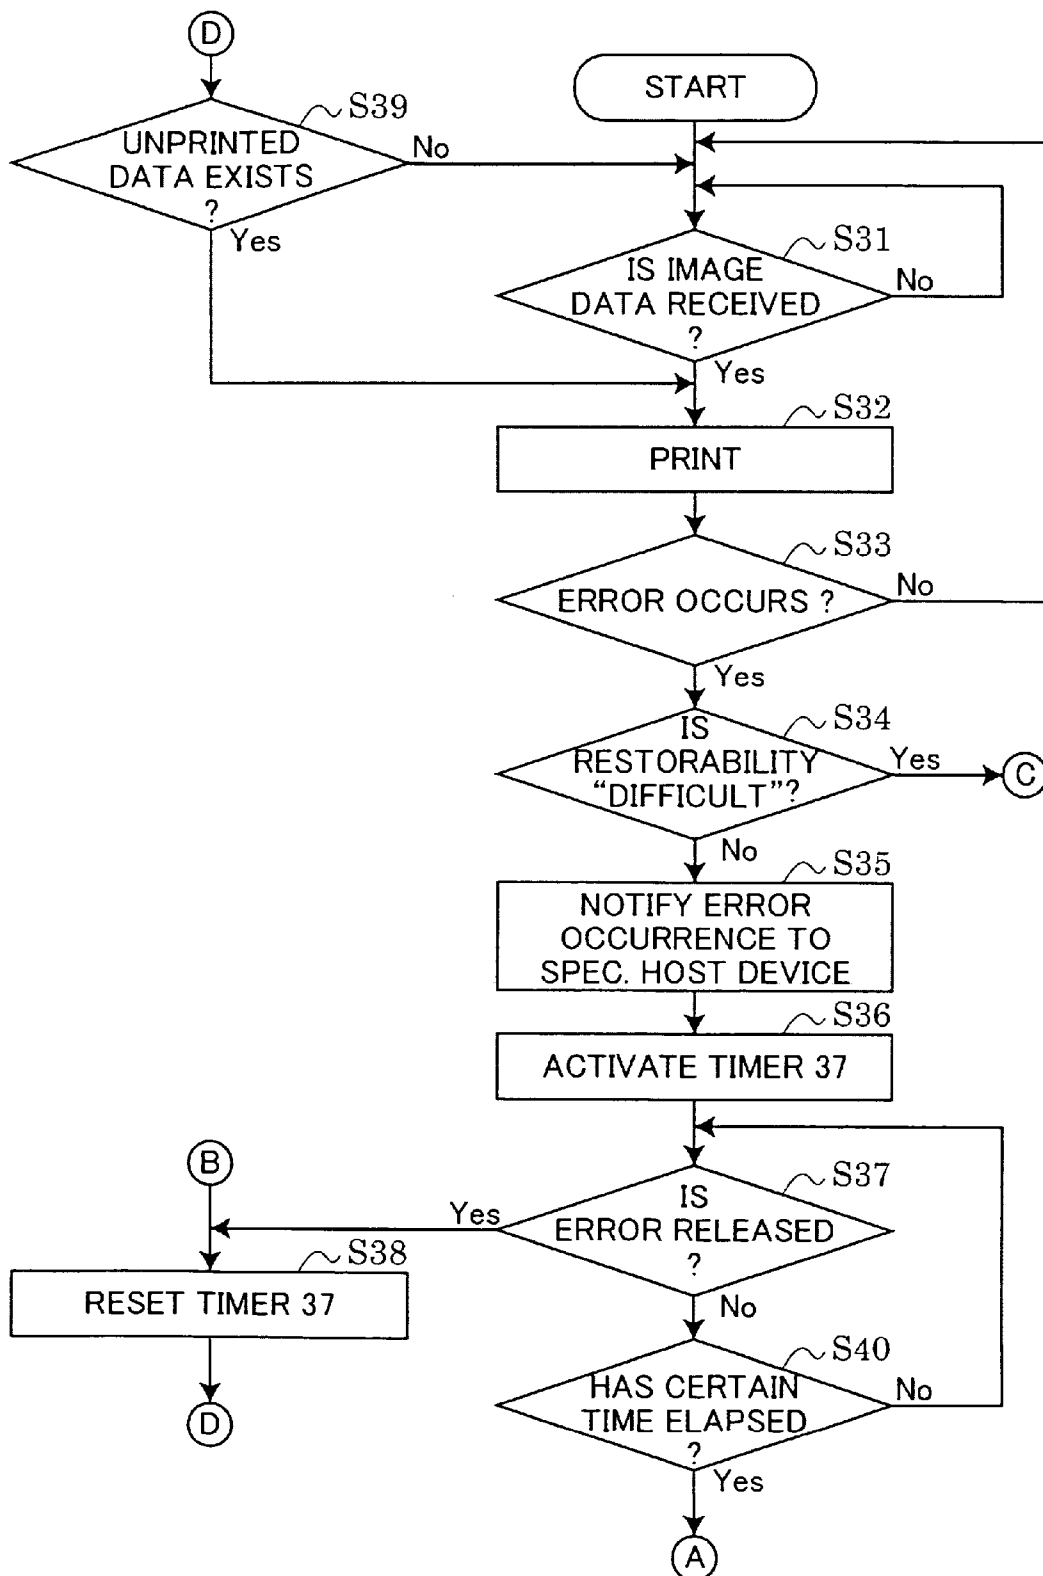 D
S39
UNPRINTED
DATA EXISTS
?
No
Yes
START
S31
IS IMAGE
DATA RECEIVED
?
No
Yes
S32
PRINT
S33
ERROR OCCURS ?
No
Yes
S34
IS
RESTORABILITY
“DIFFICULT”?
Yes
C
No
S35
NOTIFY ERROR
OCCURRENCE TO
SPEC. HOST DEVICE
S36
ACTIVATE TIMER 37
B
S37
IS
ERROR RELEASED
?
Yes
No
S38
RESET TIMER 37
D
S40
HAS CERTAIN
TIME ELAPSED
?
No
Yes
A